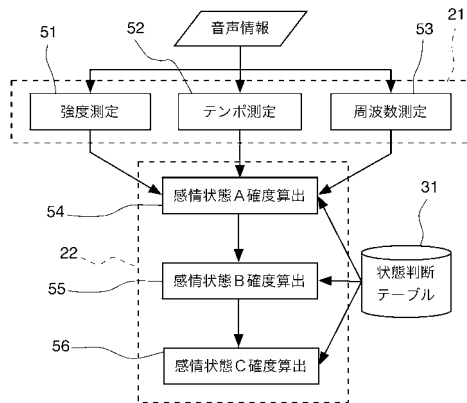 音声情報
51
52
53
21
強度測定
テンポ測定
周波数測定
感情状態A確度算出
54
31
22
感情状態B確度算出
55
状態判断
テーブル
56
感情状態C確度算出